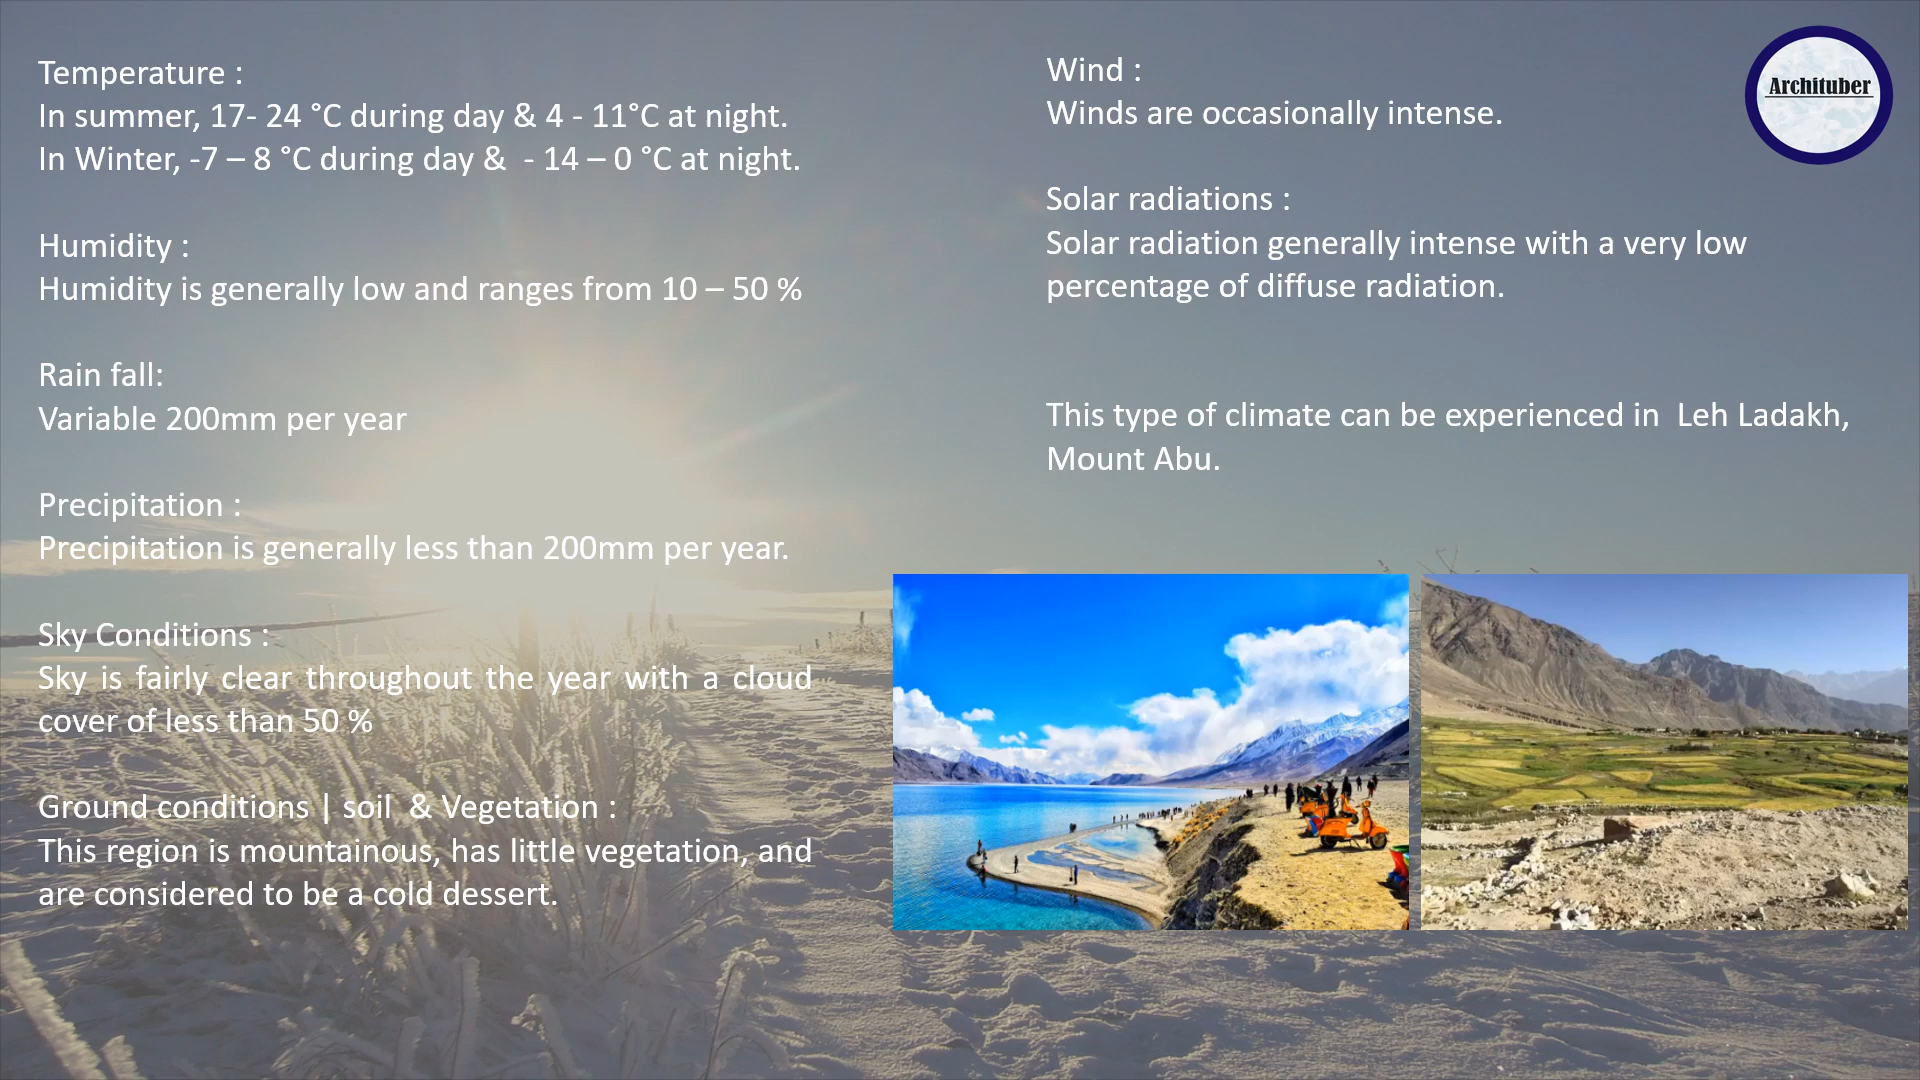 Temperature :
In summer, 17- 24 °C during day & 4 - 11°C at night.
In Winter, -7 – 8 °C during day &  - 14 – 0 °C at night.
Humidity :
Humidity is generally low and ranges from 10 – 50 %
Rain fall:
Variable 200mm per year
Precipitation :
Precipitation is generally less than 200mm per year.
Sky Conditions :
Sky is fairly clear throughout the year with a cloud
cover of less than 50 %
Ground conditions | soil  & Vegetation :
This region is mountainous, has little vegetation, and
are considered to be a cold dessert.
Wind :
Winds are occasionally intense.
Solar radiations :
Solar radiation generally intense with a very low
percentage of diffuse radiation.
This type of climate can be experienced in  Leh Ladakh,
Mount Abu.
Archituber